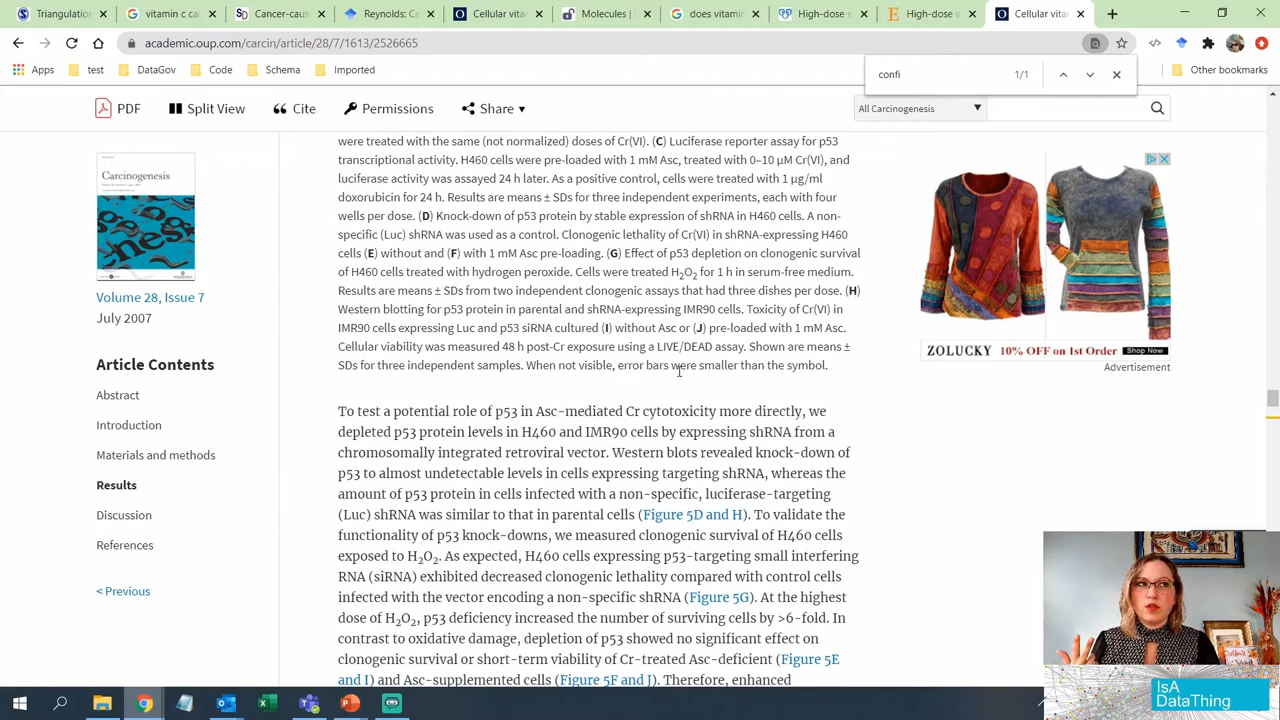 Cancer-
Reynolds: C
Cellular vit
Molecules |
does vitami
High-dose v
High-dose v
Cellular vita
academic.oup.com/carcin/article/28/7/1613/2526665
confi 1/1
Apps test DataGov Code Schema Imported Other bookmarks
PDF Split View Cite Permissions Share
All Carcinogenesis
Carcinogenesis
Volume 28, Issue 7
July 2007
Article Contents
Abstract
Introduction
Materials and methods
Results
Discussion
References
< Previous
were treated with the same (not normalized) doses of Cr(VI). (C) Luciferase reporter assay for p53
transcriptional activity. H460 cells were pre-loaded with 1 mM Asc, treated with 0–10 μM Cr(VI), and
luciferase activity was assayed 24 h later. As a positive control, cells were treated with 1 μg/ml
doxorubicin for 24 h. Results are means ± SDs for three independent experiments, each with four
wells per dose. (D) Knock-down of p53 protein by stable expression of shRNA in H460 cells. A non-
specific (Luc) shRNA was used as a control. Clonogenic lethality of Cr(VI) in shRNA-expressing H460
cells (E) without and (F) with 1 mM Asc pre-loading. (G) Effect of p53 depletion on clonogenic survival
of H460 cells treated with hydrogen peroxide. Cells were treated H2O2 for 1 h in serum-free medium.
Results are means ± SDs from two independent clonogenic assays that had three dishes per dose. (H)
Western blotting for p53 protein in parental and shRNA-expressing IMR90 cells. Toxicity of Cr(VI) in
IMR90 cells expressing Luc and p53 siRNA cultured (I) without Asc or (J) pre-loaded with 1 mM Asc.
Cellular viability was measured 48 h post-Cr exposure using a LIVE/DEAD assay. Shown are means ±
SDs for three independent samples. When not visible, error bars were smaller than the symbol.
To test a potential role of p53 in Asc-mediated Cr cytotoxicity more directly, we
depleted p53 protein levels in H460 and IMR90 cells by expressing shRNA from a
chromosomally integrated retroviral vector. Western blots revealed knock-down of
p53 to almost undetectable levels in cells expressing targeting shRNA, whereas the
amount of p53 protein in cells infected with a non-specific, luciferase-targeting
(Luc) shRNA was similar to that in parental cells (Figure 5D and H). To validate the
functionality of p53 knock-down, we measured clonogenic survival of H460 cells
exposed to H2O2. As expected, H460 cells expressing p53-targeting small interfering
RNA (siRNA) exhibited decreased clonogenic lethality compared with control cells
infected with the vector encoding a non-specific shRNA (Figure 5G). At the highest
dose of H2O2, p53 deficiency increased the number of surviving cells by >6-fold. In
contrast to oxidative damage, depletion of p53 showed no significant effect on
clonogenic survival or short-term viability of Cr-treated Asc-deficient (Figure 5E
and I) and Asc-supplemented cells (Figure 5F and J). Therefore, enhanced
ZOLUCKY 10% OFF on 1st Order Shop Now
Advertisement
IsA
DataThing